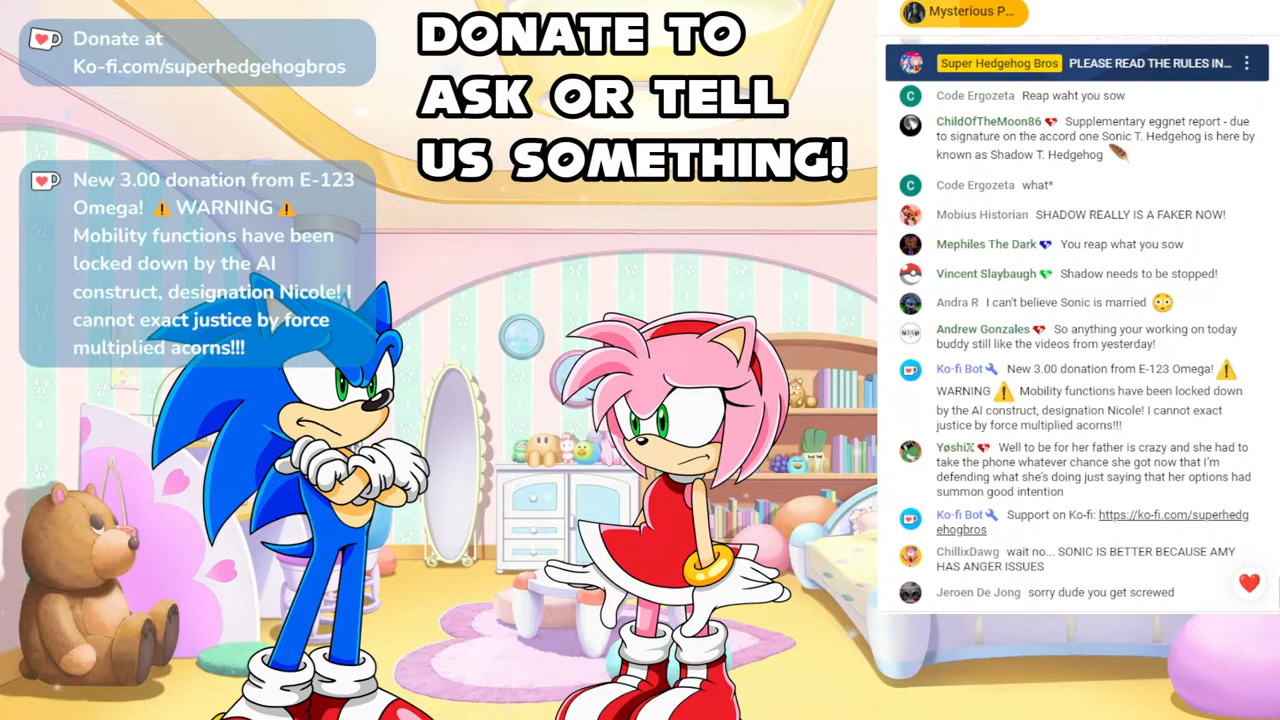 Donate at
Ko-fi.com/superhedgehogbros
New 3.00 donation from E-123
Omega! ⚠️ WARNING ⚠️
Mobility functions have been
locked down by the AI
construct, designation Nicole! I
cannot exact justice by force
multiplied acorns!!!
DONATE TO
ASK OR TELL
US SOMETHING!
Mysterious P...
Super Hedgehog Bros PLEASE READ THE RULES IN...
C Code Ergozeta Reap waht you sow
ChildOfTheMoon86 Supplementary eggnet report - due
to signature on the accord one Sonic T. Hedgehog is here by
known as Shadow T. Hedgehog
C Code Ergozeta what*
Mobius Historian SHADOW REALLY IS A FAKER NOW!
Mephiles The Dark You reap what you sow
Vincent Slaybaugh Shadow needs to be stopped!
Andra R I can't believe Sonic is married 😳
Andrew Gonzales So anything your working on today
buddy still like the videos from yesterday!
Ko-fi Bot New 3.00 donation from E-123 Omega! ⚠️
WARNING ⚠️ Mobility functions have been locked down
by the AI construct, designation Nicole! I cannot exact
justice by force multiplied acorns!!!
YøshiX Well to be for her father is crazy and she had to
take the phone whatever chance she got now that I'm
defending what she's doing just saying that her options had
summon good intention
Ko-fi Bot Support on Ko-fi: https://ko-fi.com/superhedg
ehogbros
ChillixDawg wait no... SONIC IS BETTER BECAUSE AMY
HAS ANGER ISSUES
Jeroen De Jong sorry dude you get screwed